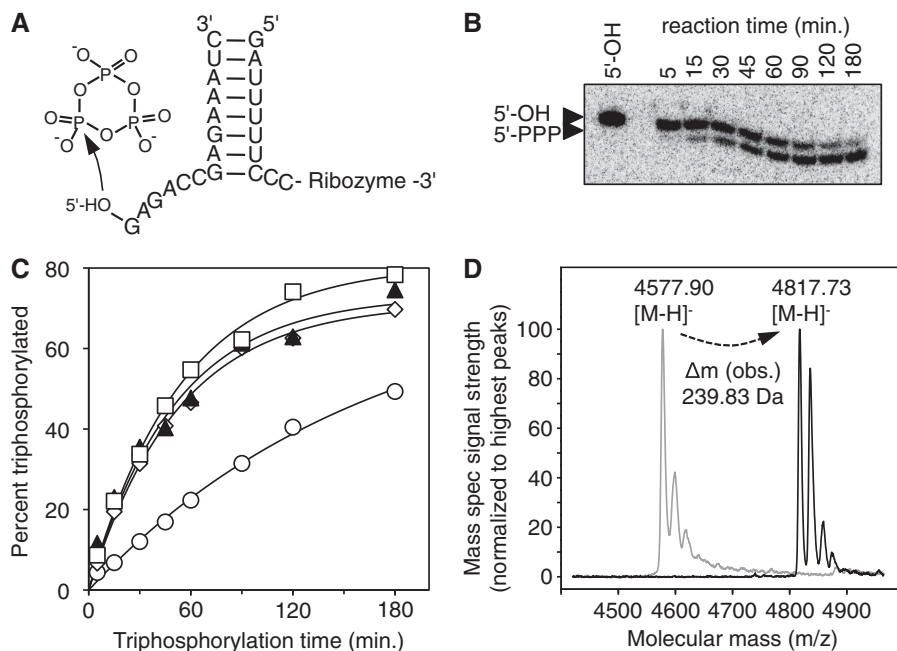 A
3' 5'
C G
U A
A U
A U
A U
G U
A U
G C C C - Ribozyme -3'
5'-HO
G A G A C C
-O O
P
O O
O P O P O
-O O O-
B
5'-OH
reaction time (min.)
5 15 30 45 60 90 120 180
5'-OH
5'-PPP
C
Percent triphosphorylated
80
60
40
20
0
0 60 120 180
Triphosphorylation time (min.)
D
Mass spec signal strength
(normalized to highest peaks)
100
80
60
40
20
0
4577.90
[M-H]-
4817.73
[M-H]-
Δm (obs.)
239.83 Da
4500 4600 4700 4800 4900
Molecular mass (m/z)